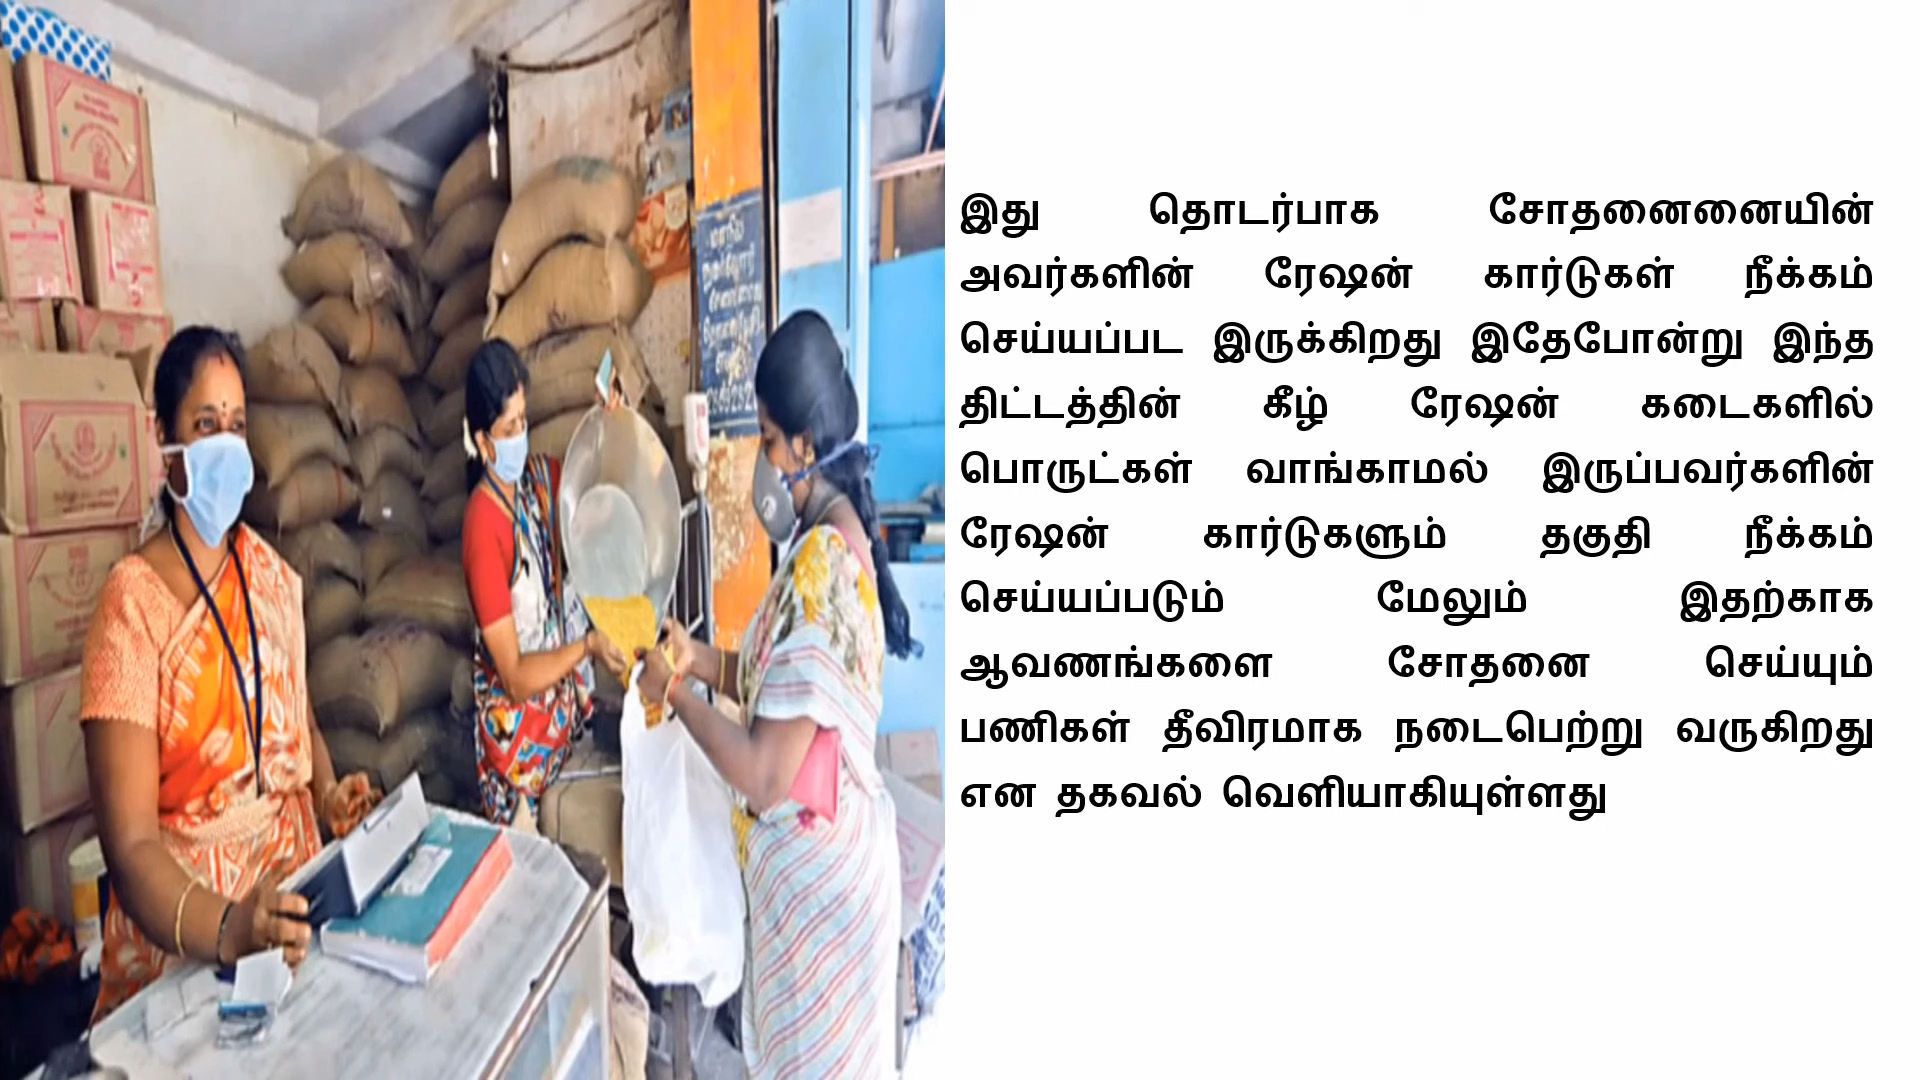 இது தொடர்பாக சோதனைனையின்
அவர்களின் ரேஷன் கார்டுகள் நீக்கம்
செய்யப்பட இருக்கிறது இதேபோன்று இந்த
திட்டத்தின் கீழ் ரேஷன் கடைகளில்
பொருட்கள் வாங்காமல் இருப்பவர்களின்
ரேஷன் கார்டுகளும் தகுதி நீக்கம்
செய்யப்படும் மேலும் இதற்காக
ஆவணங்களை சோதனை செய்யும்
பணிகள் தீவிரமாக நடைபெற்று வருகிறது
என தகவல் வெளியாகியுள்ளது